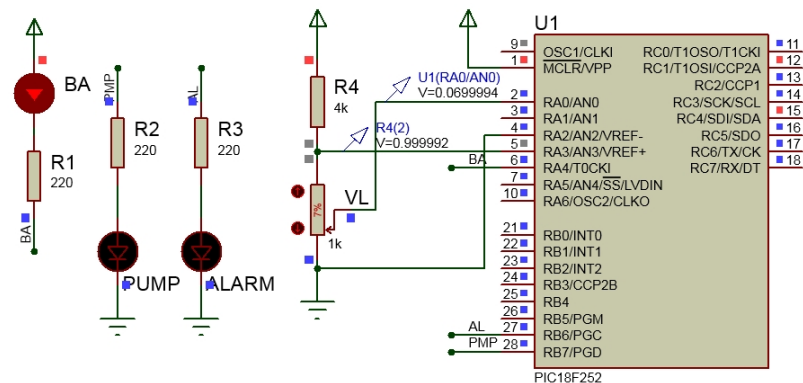 U1
BA
R1
220
BA
PMP
R2
220
PUMP
AL
R3
220
ALARM
R4
4k
U1(RA0/AN0)
V=0.0699994
R4(2)
V=0.999992
7%
VL
1k
BA
AL
PMP
9 OSC1/CLKI
1 MCLR/VPP
2 RA0/AN0
3 RA1/AN1
4 RA2/AN2/VREF-
5 RA3/AN3/VREF+
6 RA4/T0CKI
7 RA5/AN4/SS/LVDIN
10 RA6/OSC2/CLKO
21 RB0/INT0
22 RB1/INT1
23 RB2/INT2
24 RB3/CCP2B
25 RB4
26 RB5/PGM
27 RB6/PGC
28 RB7/PGD
RC0/T1OSO/T1CKI 11
RC1/T1OSI/CCP2A 12
RC2/CCP1 13
RC3/SCK/SCL 14
RC4/SDI/SDA 15
RC5/SDO 16
RC6/TX/CK 17
RC7/RX/DT 18
PIC18F252